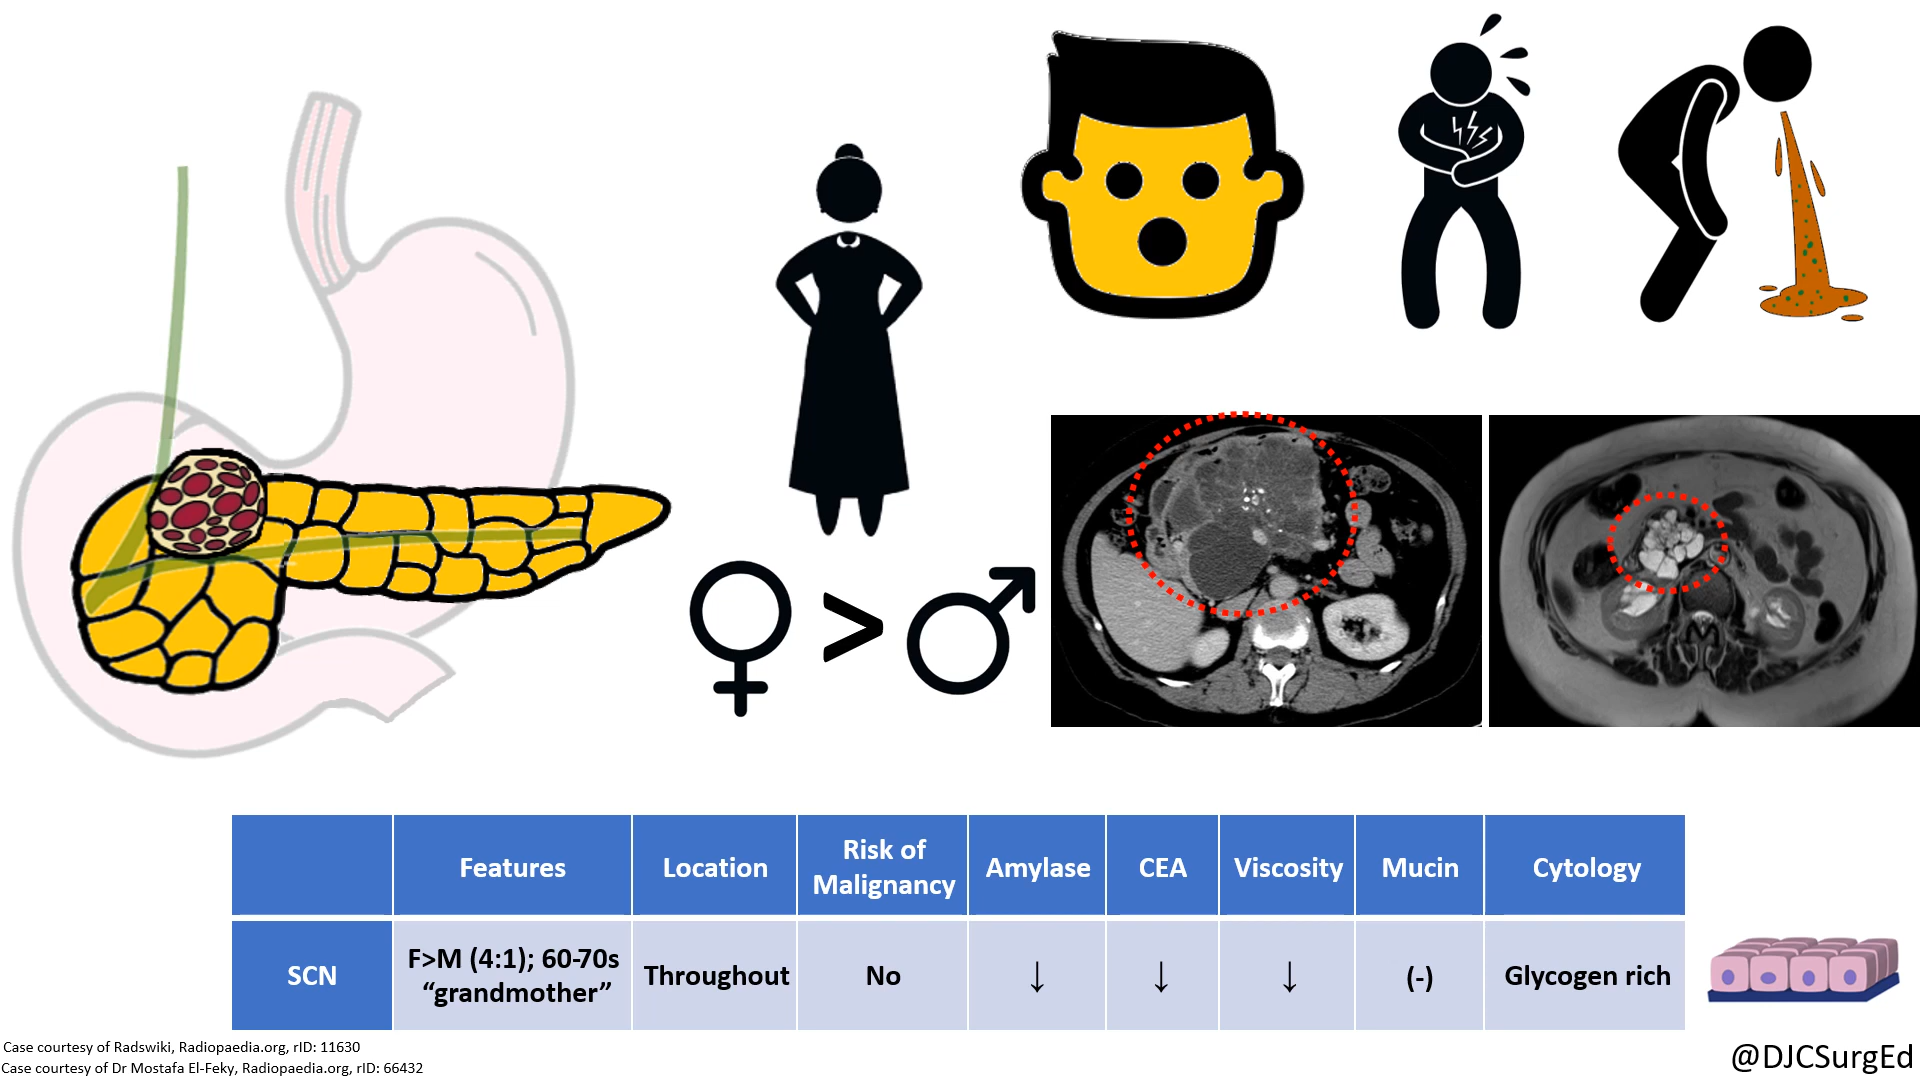 >
Features
Location
Risk of
Malignancy
Amylase
CEA
Viscosity
Mucin
Cytology
SCN
F>M (4:1); 60-70s
“grandmother”
Throughout
No
↓
↓
↓
(-)
Glycogen rich
Case courtesy of Radswiki, Radiopaedia.org, rID: 11630
Case courtesy of Dr Mostafa El-Feky, Radiopaedia.org, rID: 66432
@DJCSurgEd